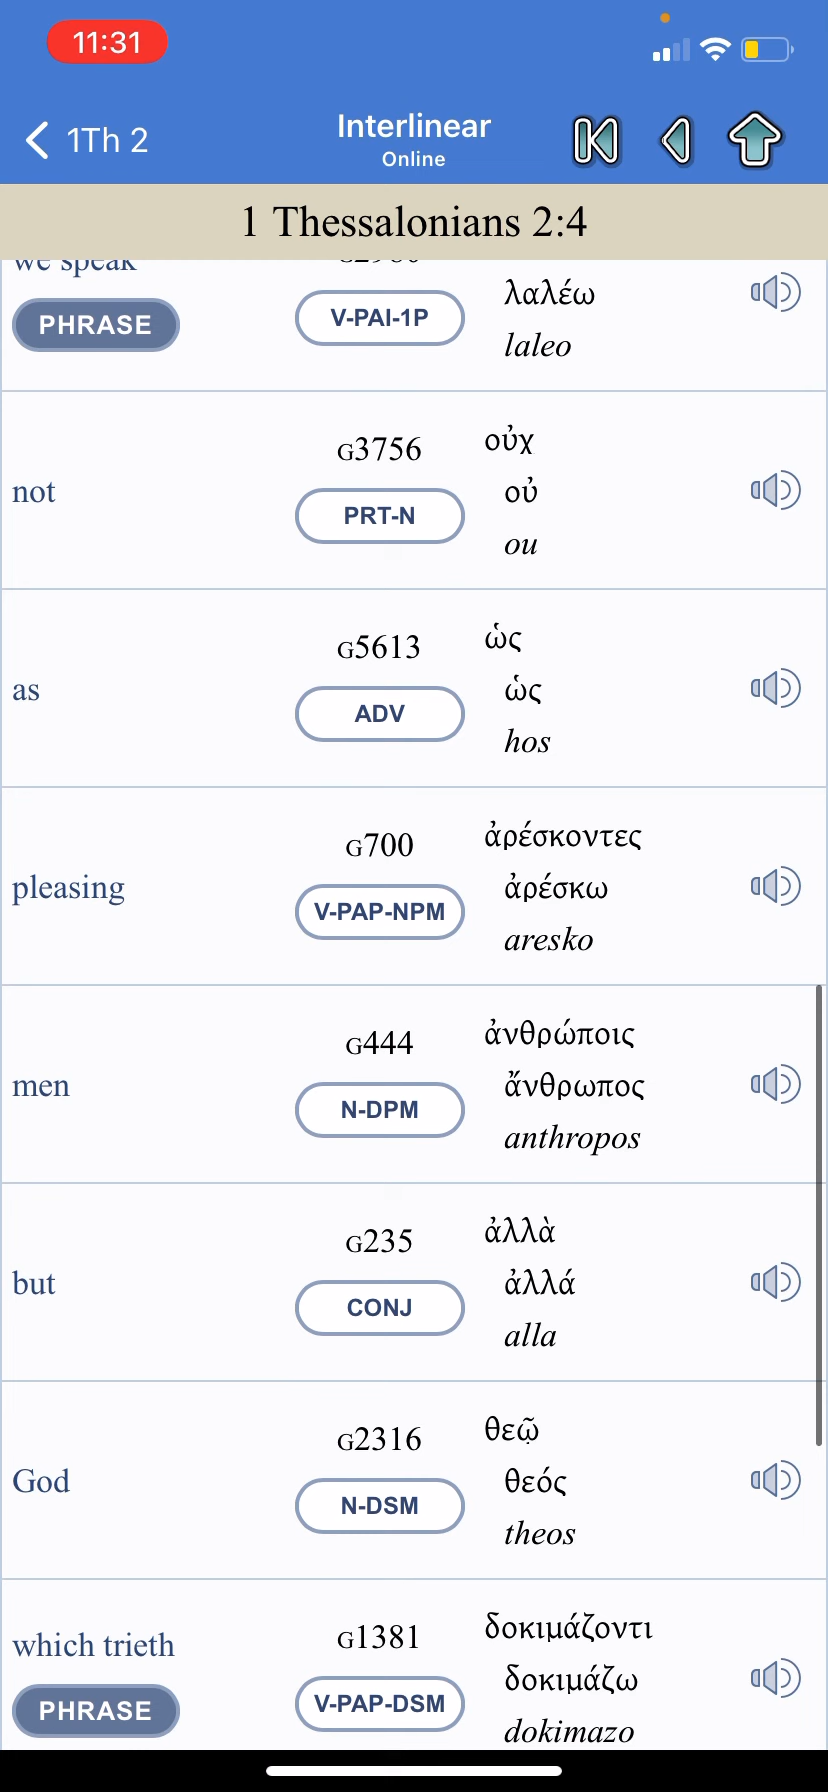 11:31
1Th 2
Interlinear
Online
1 Thessalonians 2:4
we speak
PHRASE
V-PAI-1P
λαλέω
laleo
not
G3756
PRT-N
οὐχ
οὐ
ou
as
G5613
ADV
ὡς
ὡς
hos
pleasing
G700
V-PAP-NPM
ἀρέσκοντες
ἀρέσκω
aresko
men
G444
N-DPM
ἀνθρώποις
ἄνθρωπος
anthropos
but
G235
CONJ
ἀλλὰ
ἀλλά
alla
God
G2316
N-DSM
θεῷ
θεός
theos
which trieth
PHRASE
G1381
V-PAP-DSM
δοκιμάζοντι
δοκιμάζω
dokimazo